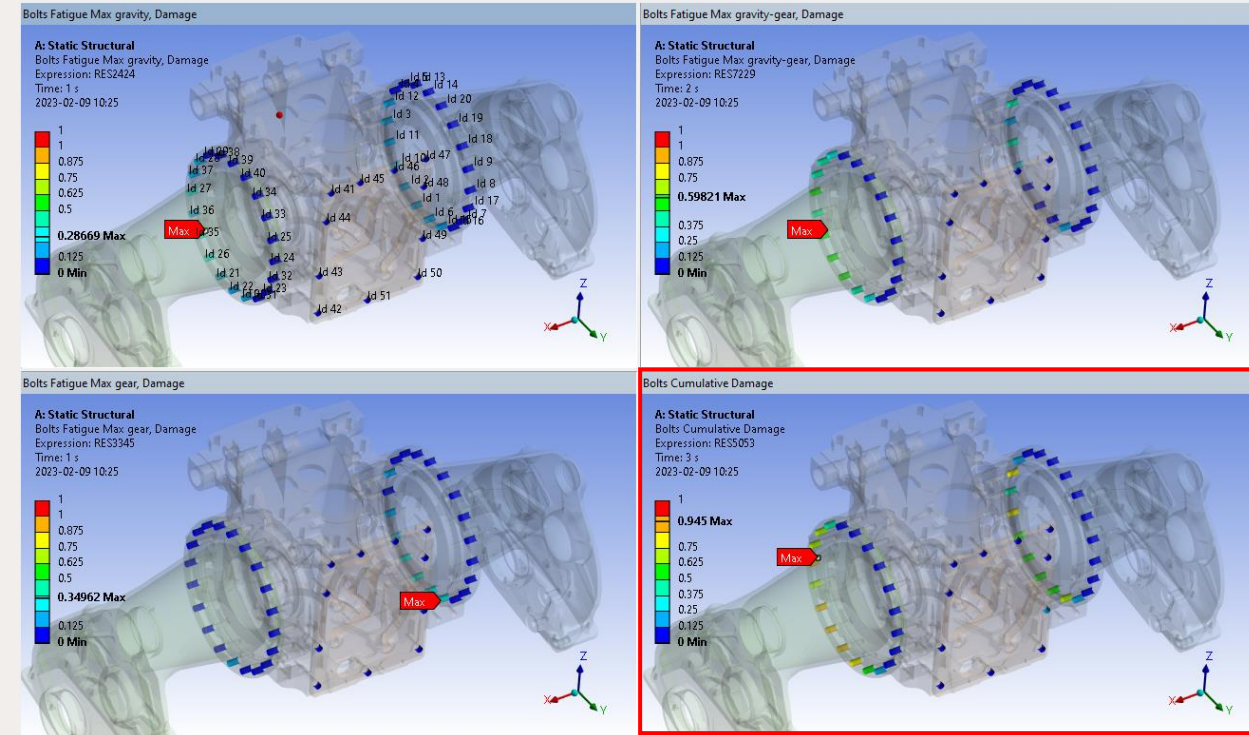 Bolts Fatigue Max gravity, Damage
A: Static Structural
Bolts Fatigue Max gravity, Damage
Expression: RES2424
Time: 1 s
2023-02-09 10:25
1
1
0.875
0.75
0.625
0.5
0.28669 Max
0.125
0 Min
Id 13
Id 14
Id 12
Id 20
Id 3
Id 19
Id 11
Id 18
Id 47
Id 9
Id 46
Id 45
Id 2
Id 48
Id 8
Id 1
Id 17
Id 6
Id 7
Id 49
Id 38
Id 39
Id 37
Id 40
Id 27
Id 34
Id 41
Id 36
Id 33
Id 44
Id 35
Id 25
Id 26
Id 24
Id 21
Id 32
Id 43
Id 22
Id 23
Id 50
Id 51
Id 42
Max
Z
X
Y
Bolts Fatigue Max gravity-gear, Damage
A: Static Structural
Bolts Fatigue Max gravity-gear, Damage
Expression: RES7229
Time: 2 s
2023-02-09 10:25
1
1
0.875
0.75
0.59821 Max
0.375
0.25
0.125
0 Min
Max
Z
X
Y
Bolts Fatigue Max gear, Damage
A: Static Structural
Bolts Fatigue Max gear, Damage
Expression: RES3345
Time: 1 s
2023-02-09 10:25
1
1
0.875
0.75
0.625
0.5
0.34962 Max
0.125
0 Min
Max
Z
X
Y
Bolts Cumulative Damage
A: Static Structural
Bolts Cumulative Damage
Expression: RES5053
Time: 3 s
2023-02-09 10:25
1
0.945 Max
0.75
0.625
0.5
0.375
0.25
0.125
0 Min
Max
Z
X
Y